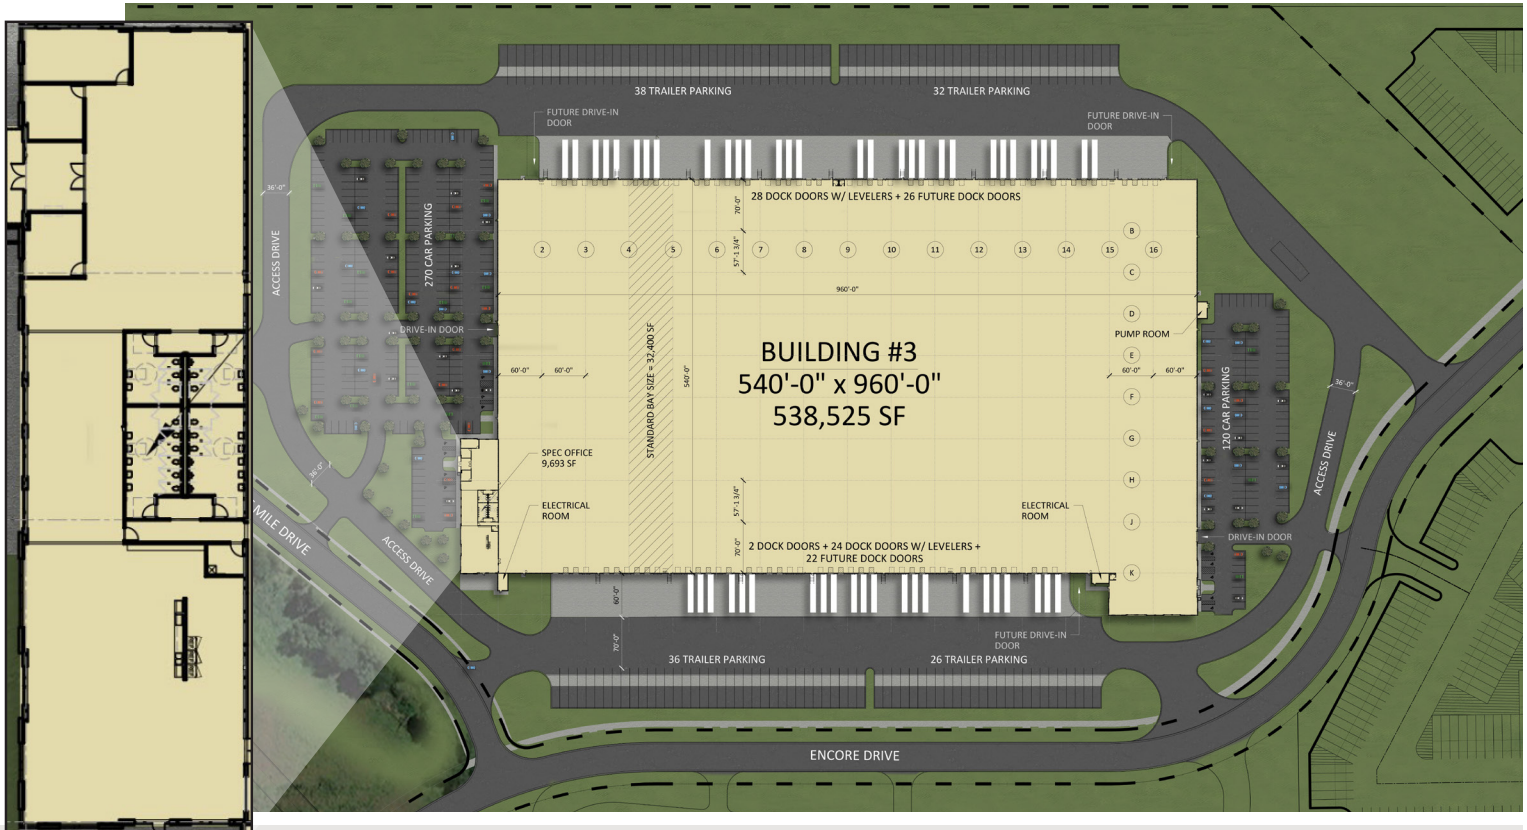 38 TRAILER PARKING
32 TRAILER PARKING
FUTURE DRIVE-IN
DOOR
FUTURE DRIVE-IN
DOOR
28 DOCK DOORS W/ LEVELERS + 26 FUTURE DOCK DOORS
36'-0"
ACCESS DRIVE
270 CAR PARKING
70'-0"
57'-1 3/4"
2
3
4
5
6
7
8
9
10
11
12
13
14
15
16
B
C
D
E
F
G
H
J
K
960'-0"
DRIVE-IN DOOR
PUMP ROOM
60'-0"
60'-0"
STANDARD BAY SIZE = 32,400 SF
540'-0"
BUILDING #3
540'-0" x 960'-0"
538,525 SF
60'-0"
60'-0"
120 CAR PARKING
36'-0"
ACCESS DRIVE
SPEC OFFICE
9,693 SF
36'-0"
ELECTRICAL
ROOM
57'-1 3/4"
70'-0"
ELECTRICAL
ROOM
DRIVE-IN DOOR
MILE DRIVE
ACCESS DRIVE
2 DOCK DOORS + 24 DOCK DOORS W/ LEVELERS +
22 FUTURE DOCK DOORS
60'-0"
70'-0"
FUTURE DRIVE-IN
DOOR
36 TRAILER PARKING
26 TRAILER PARKING
ENCORE DRIVE